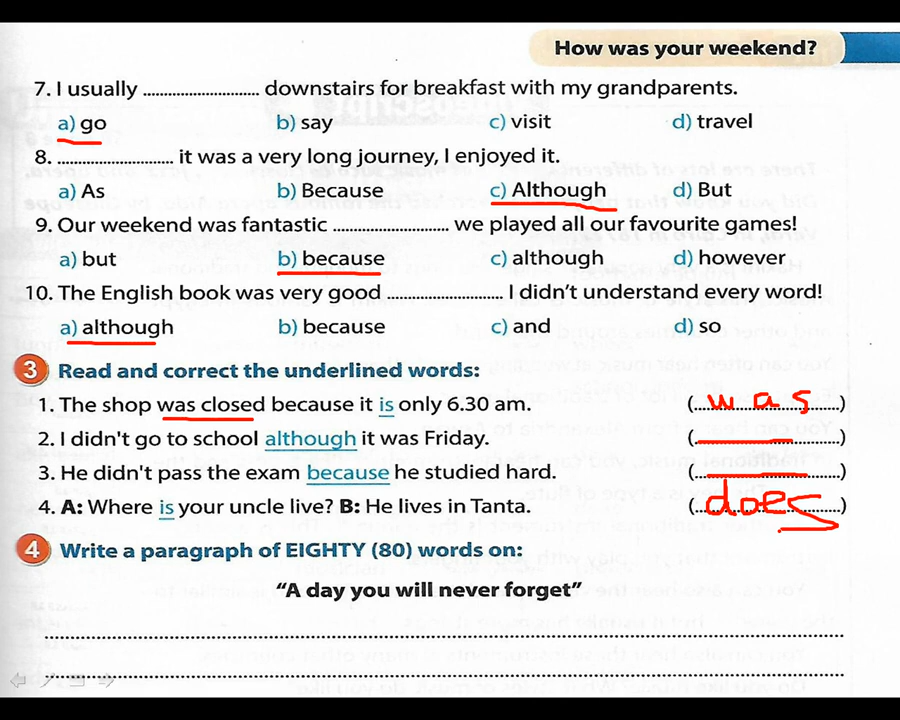 How was your weekend?
7. I usually ............................ downstairs for breakfast with my grandparents.
a) go b) say c) visit d) travel
8. ............................ it was a very long journey, I enjoyed it.
a) As b) Because c) Although d) But
9. Our weekend was fantastic ............................ we played all our favourite games!
a) but b) because c) although d) however
10. The English book was very good ............................ I didn't understand every word!
a) although b) because c) and d) so
3 Read and correct the underlined words:
1. The shop was closed because it is only 6.30 am. (....was....)
2. I didn't go to school although it was Friday. (........................)
3. He didn't pass the exam because he studied hard. (........................)
4. A: Where is your uncle live? B: He lives in Tanta. (....does....)
4 Write a paragraph of EIGHTY (80) words on:
"A day you will never forget"